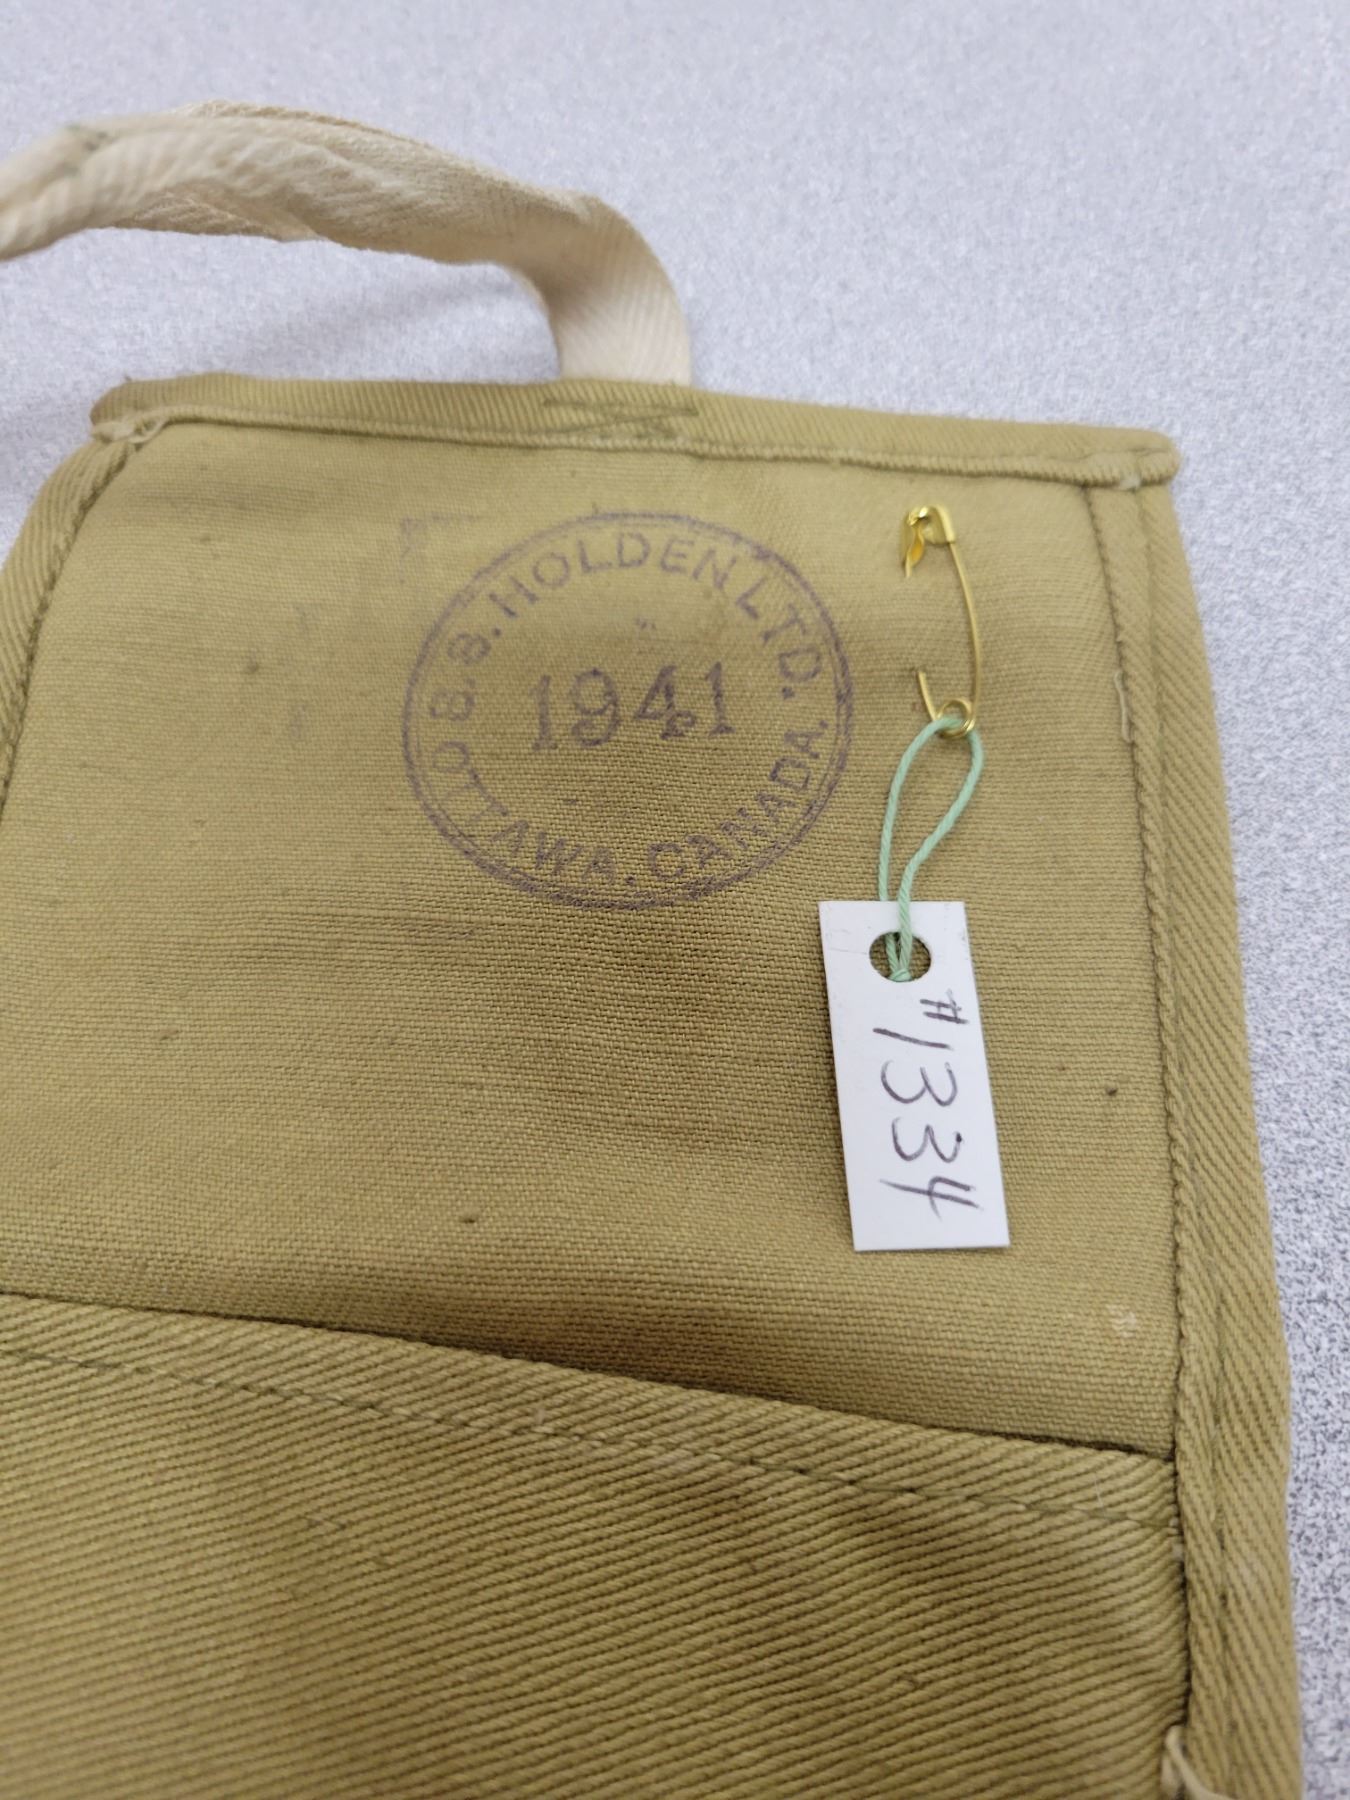 S. & S. HOLDEN LTD.
1941
OTTAWA, CANADA.
#1334